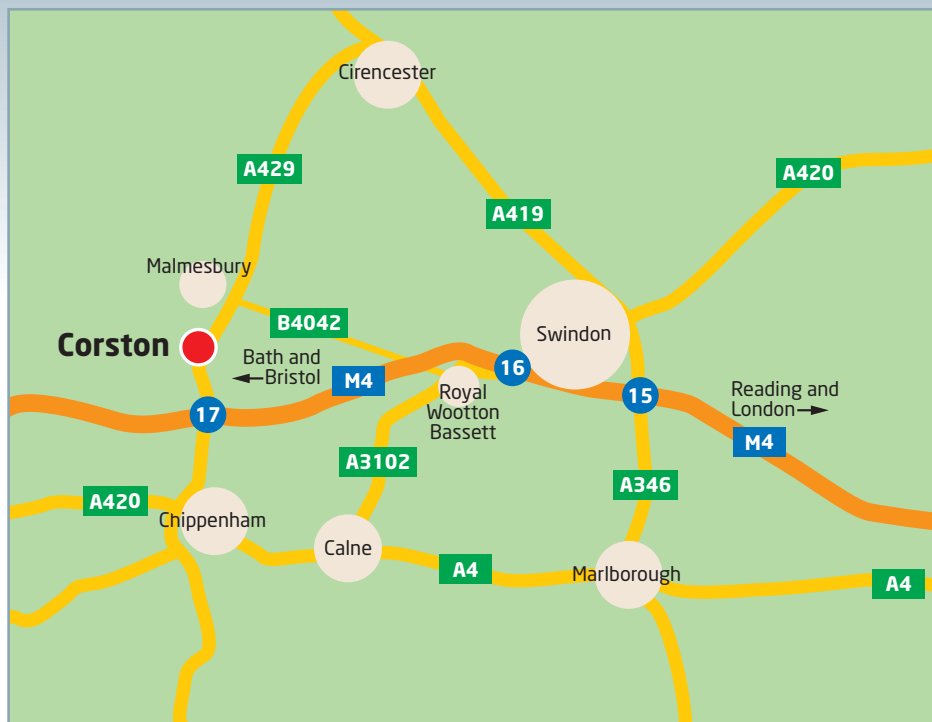 Cirencester
A429
A420
A419
Malmesbury
B4042
Swindon
Corston
Bath and
Bristol
M4
16
Royal
Wootton
Bassett
15
Reading and
London
17
M4
A3102
A346
A420
Chippenham
Calne
A4
Marlborough
A4